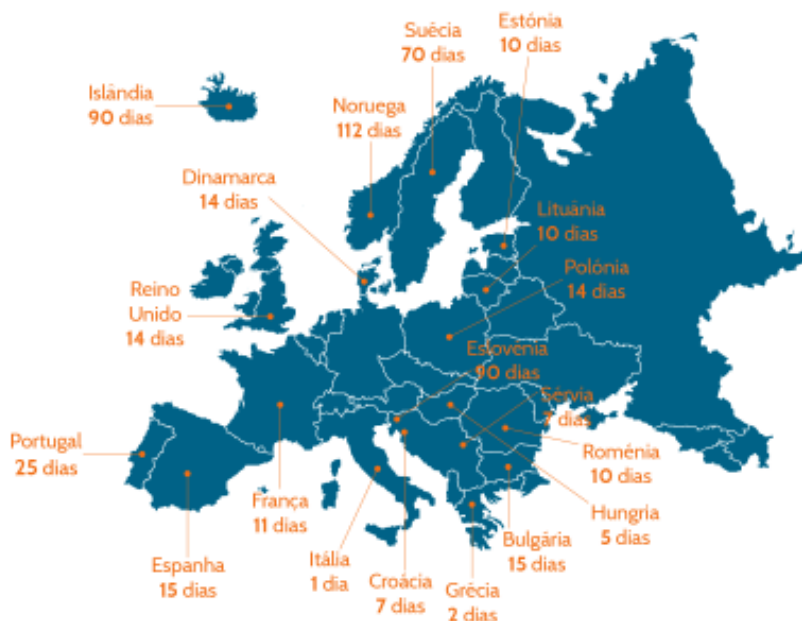 Suécia
70 dias
Estónia
10 dias
Islândia
90 dias
Noruega
112 dias
Dinamarca
14 dias
Lituânia
10 dias
Polónia
14 dias
Reino
Unido
14 dias
Eslovénia
90 dias
Sérvia
7 dias
Portugal
25 dias
Roménia
10 dias
França
11 dias
Hungria
5 dias
Espanha
15 dias
Itália
1 dia
Croácia
7 dias
Bulgária
15 dias
Grécia
2 dias